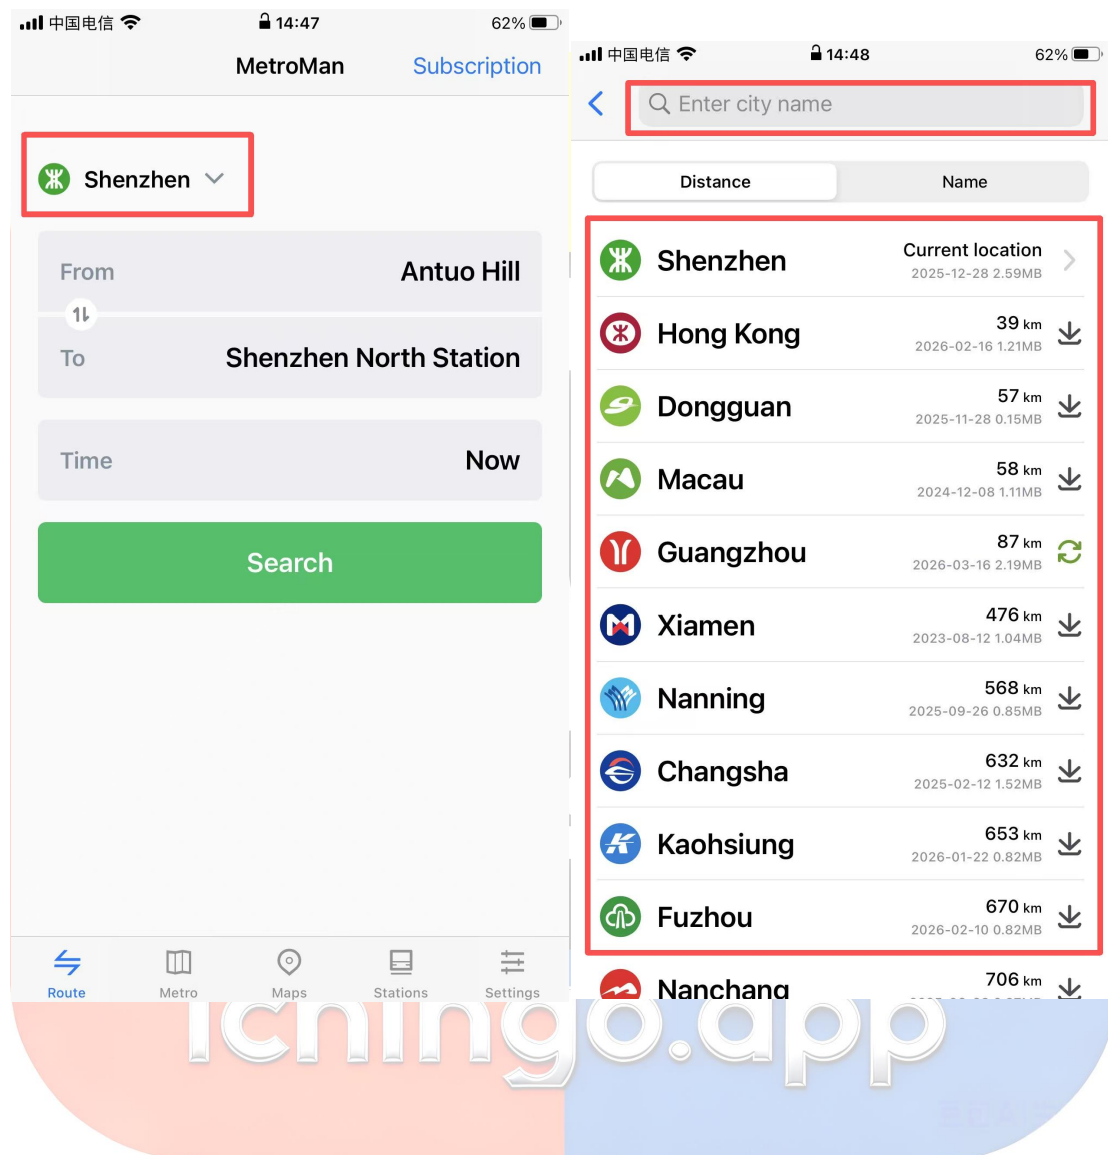 中国电信 14:47 62%
MetroMan Subscription
Shenzhen
From Antuo Hill
To Shenzhen North Station
Time Now
Search
Route Metro Maps Stations Settings
中国电信 14:48 62%
Enter city name
Distance Name
Shenzhen Current location
2025-12-28 2.59MB
Hong Kong 39 km
2026-02-16 1.21MB
Dongguan 57 km
2025-11-28 0.15MB
Macau 58 km
2024-12-08 1.11MB
Guangzhou 87 km
2026-03-16 2.19MB
Xiamen 476 km
2023-08-12 1.04MB
Nanning 568 km
2025-09-26 0.85MB
Changsha 632 km
2025-02-12 1.52MB
Kaohsiung 653 km
2026-01-22 0.82MB
Fuzhou 670 km
2026-02-10 0.82MB
Nanchang 706 km
ichingo.app